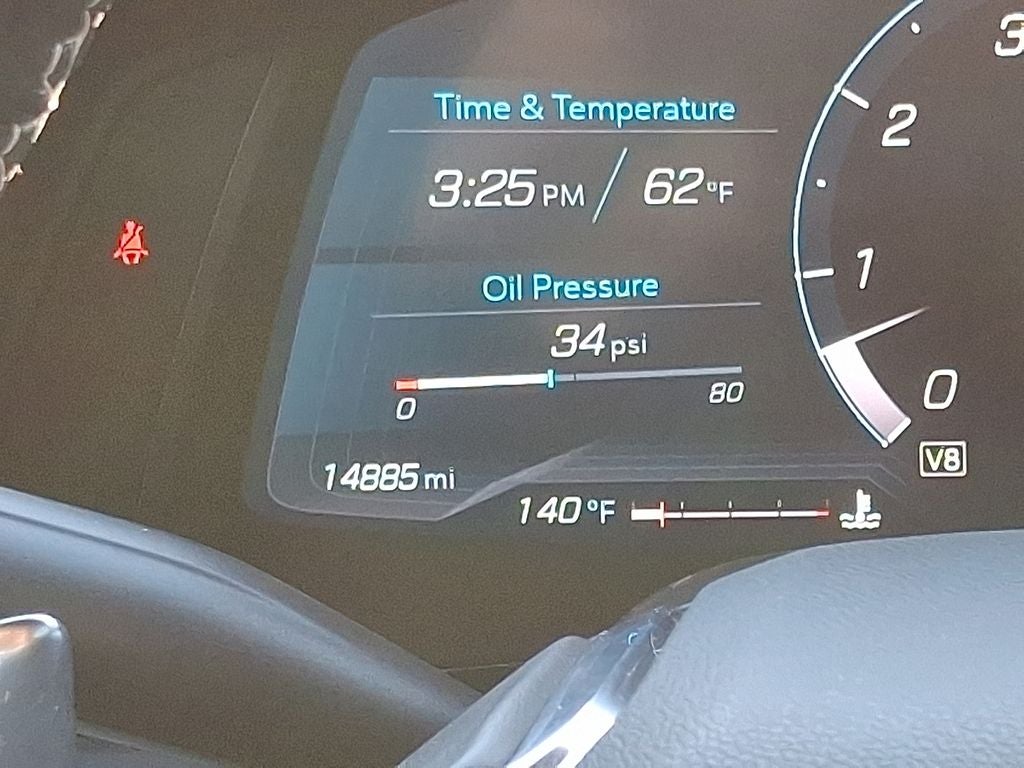 Time & Temperature
3:25 PM / 62°F
Oil Pressure
34 psi
0 80
14885 mi
140 °F
3
2
1
0
V8